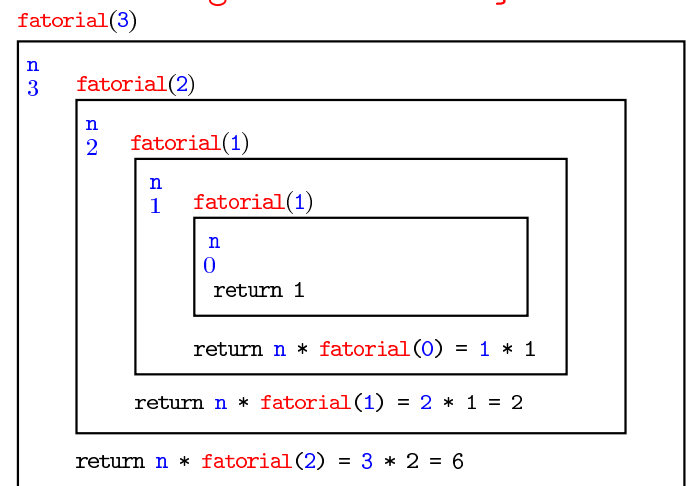 fatorial(3)
n
3
fatorial(2)
n
2
fatorial(1)
n
1
fatorial(1)
n
0
return 1
return n * fatorial(0) = 1 * 1
return n * fatorial(1) = 2 * 1 = 2
return n * fatorial(2) = 3 * 2 = 6